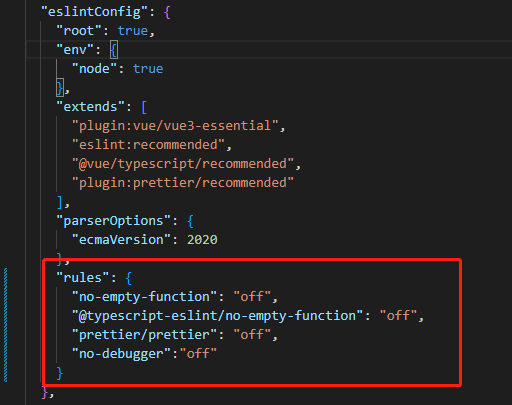 "eslintConfig": {
"root": true,
"env": {
"node": true
},
"extends": [
"plugin:vue/vue3-essential",
"eslint:recommended",
"@vue/typescript/recommended",
"plugin:prettier/recommended"
],
"parserOptions": {
"ecmaVersion": 2020
},
"rules": {
"no-empty-function": "off",
"@typescript-eslint/no-empty-function": "off",
"prettier/prettier": "off",
"no-debugger":"off"
}
},